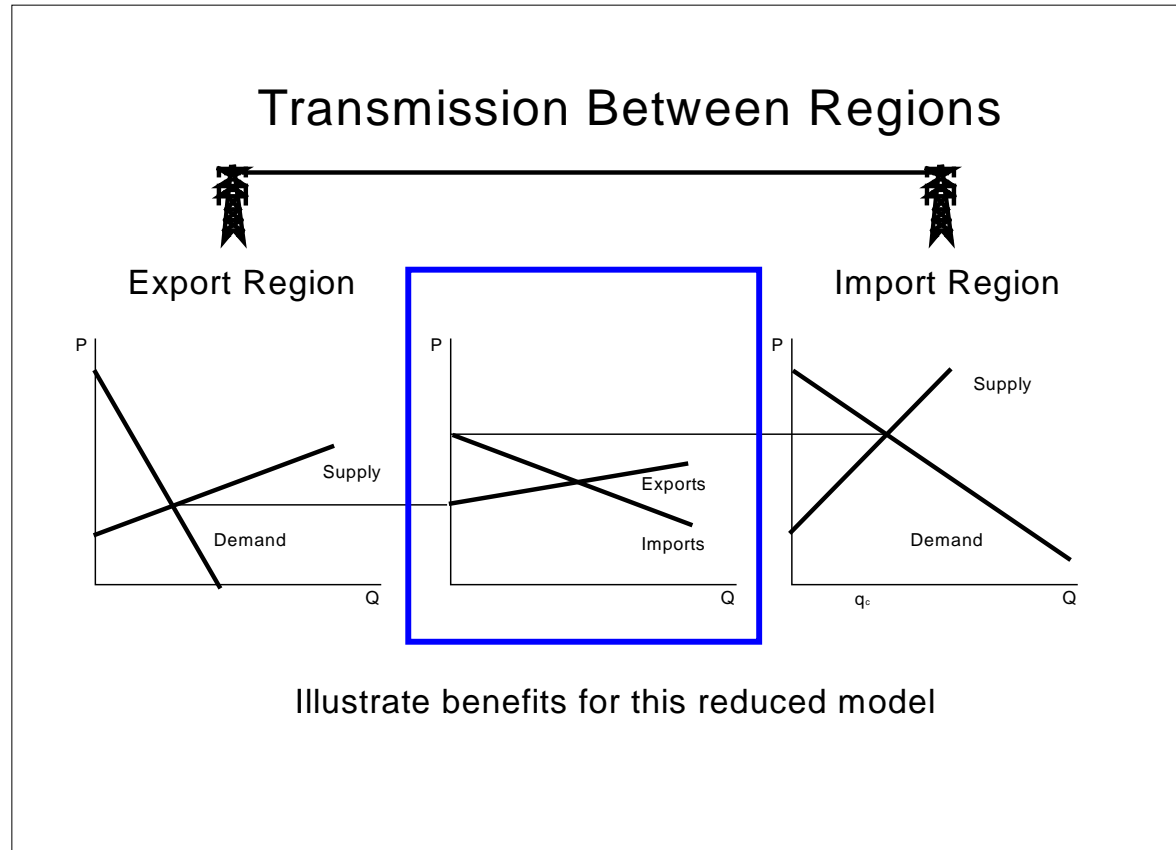 Transmission Between Regions
Export Region
Import Region
P
Supply
Demand
Q
P
Exports
Imports
Q
P
Supply
Demand
qc
Q
Illustrate benefits for this reduced model